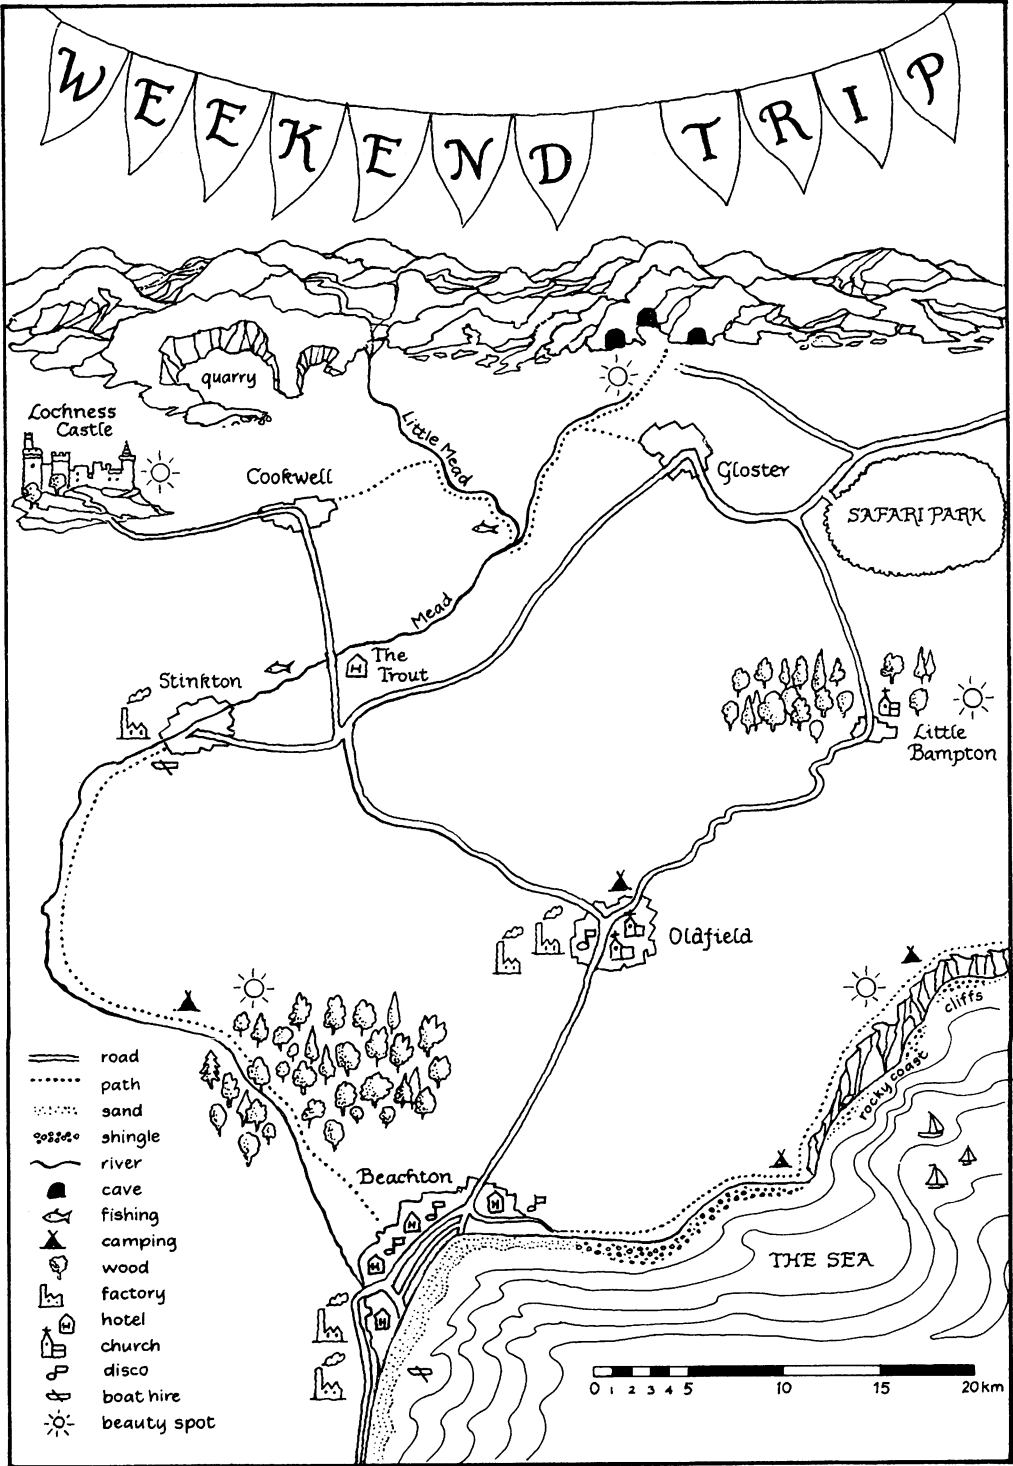 WEEKEND TRIP
quarry
Lochness
Castle
Little Mead
Cookwell
Gloster
SAFARI PARK
Mead
The
Trout
Stinkton
Little
Bampton
Oldfield
cliffs
rocky coast
Beachton
THE SEA
road
path
sand
shingle
river
cave
fishing
camping
wood
factory
H hotel
church
disco
boat hire
beauty spot
H
H
H
H
H
0 1 2 3 4 5 10 15 20 km